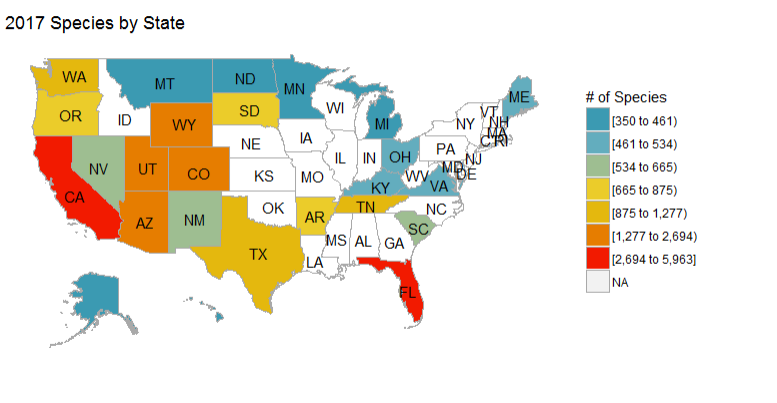 2017 Species by State
WA
MT
ND
MN
ME
OR
ID
SD
WI
MI
VT
NH
WY
NY
MA
CT
RI
NE
IA
PA
NJ
NV
UT
CO
IL
IN
OH
MD
DE
WV
VA
KS
MO
KY
CA
AZ
NM
OK
AR
TN
NC
SC
TX
MS
AL
GA
LA
FL
# of Species
[350 to 461)
[461 to 534)
[534 to 665)
[665 to 875)
[875 to 1,277)
[1,277 to 2,694)
[2,694 to 5,963]
NA